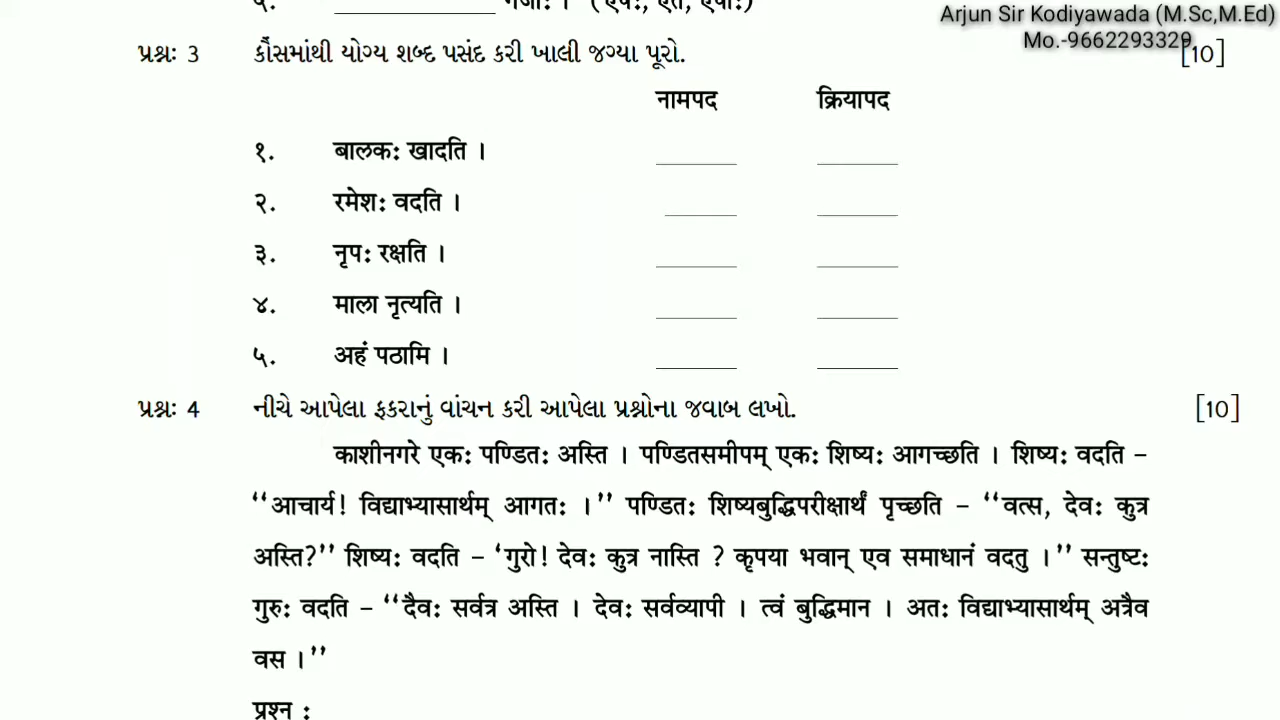 Arjun Sir Kodiyawada (M.Sc,M.Ed)
Mo.-9662293329
પ્રશ્નઃ 3 કૌંસમાંથી યોગ્ય શબ્દ પસંદ કરી ખાલી જગ્યા પૂરો. [10]
नामपद क्रियापद
१. बालकः खादति ।
२. रमेशः वदति ।
३. नृपः रक्षति ।
४. माला नृत्यति ।
५. अहं पठामि ।
પ્રશ્નઃ 4 નીચે આપેલા ફકરાનું વાંચન કરી આપેલા પ્રશ્નોના જવાબ લખો. [10]
काशीनगरे एकः पण्डितः अस्ति । पण्डितसमीपम् एकः शिष्यः आगच्छति । शिष्यः वदति –
“आचार्य! विद्याभ्यासार्थम् आगतः ।” पण्डितः शिष्यबुद्धिपरीक्षार्थं पृच्छति – “वत्स, देवः कुत्र
अस्ति?” शिष्यः वदति – ‘गुरो! देवः कुत्र नास्ति ? कृपया भवान् एव समाधानं वदतु ।” सन्तुष्टः
गुरुः वदति – “दैवः सर्वत्र अस्ति । देवः सर्वव्यापी । त्वं बुद्धिमान । अतः विद्याभ्यासार्थम् अत्रैव
वस ।”
प्रश्न :